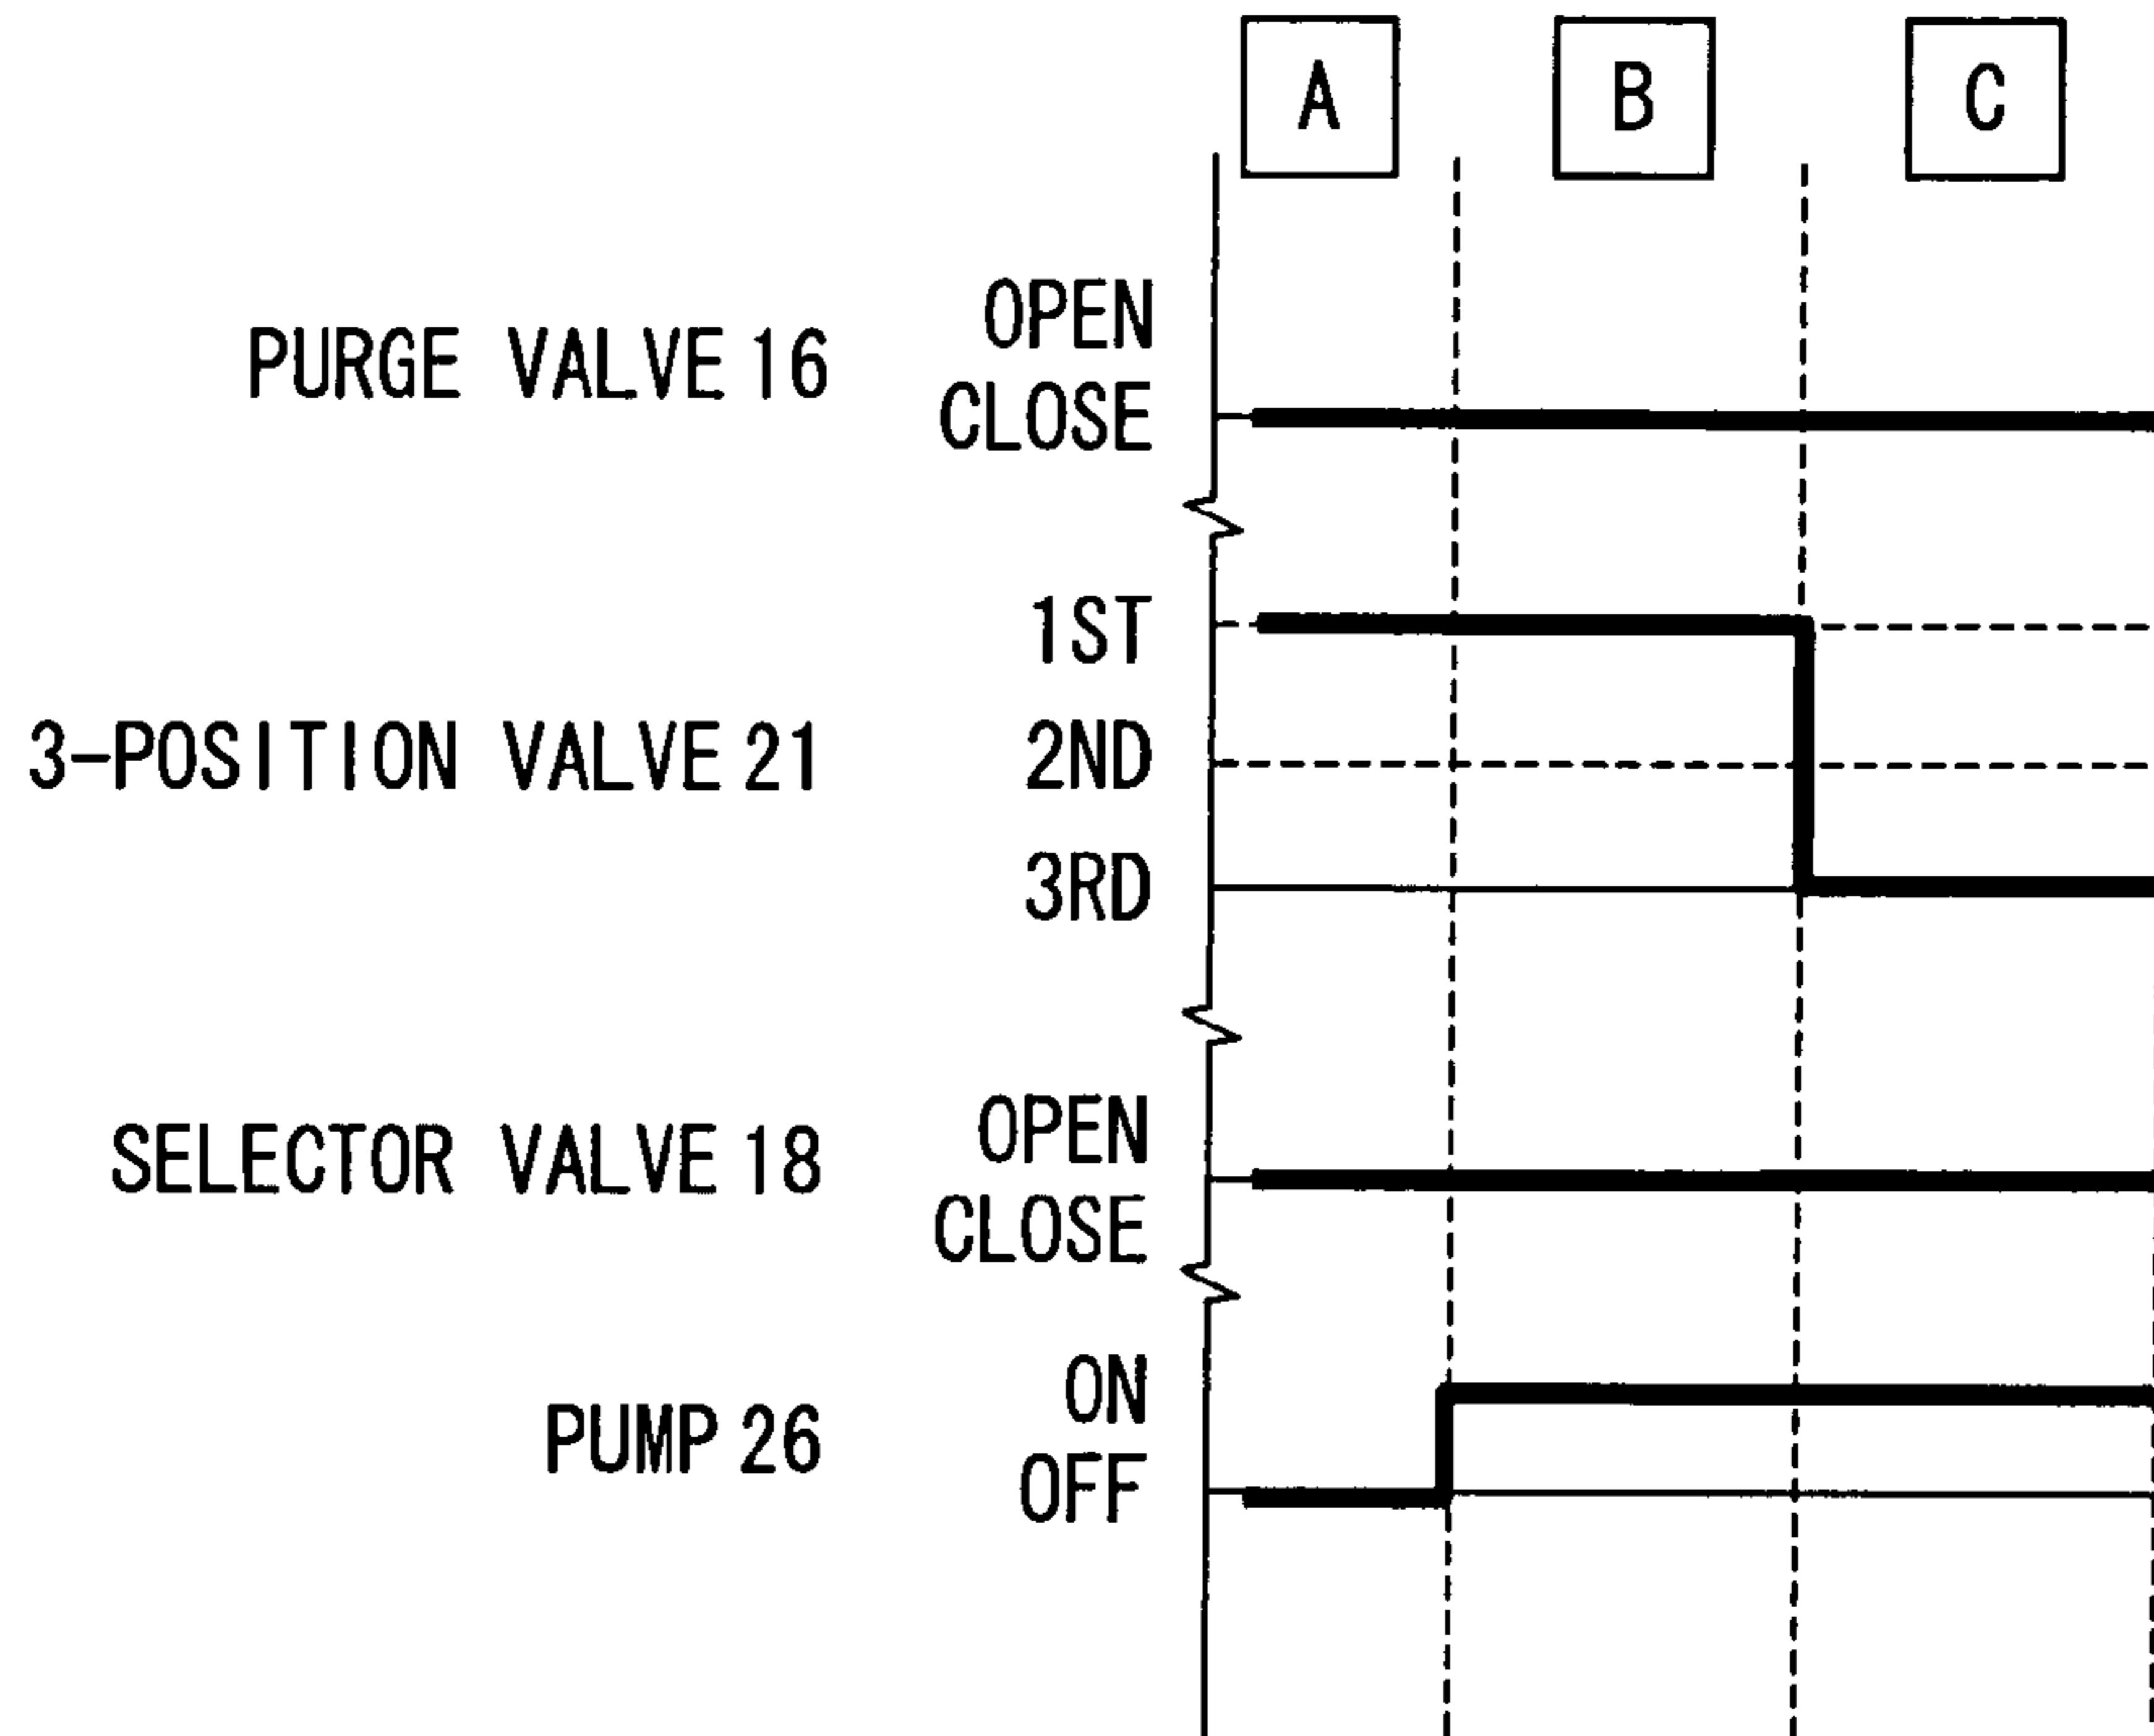 A
B
C
PURGE VALVE 16
OPEN
CLOSE
3-POSITION VALVE 21
1ST
2ND
3RD
SELECTOR VALVE 18
OPEN
CLOSE
PUMP 26
ON
OFF